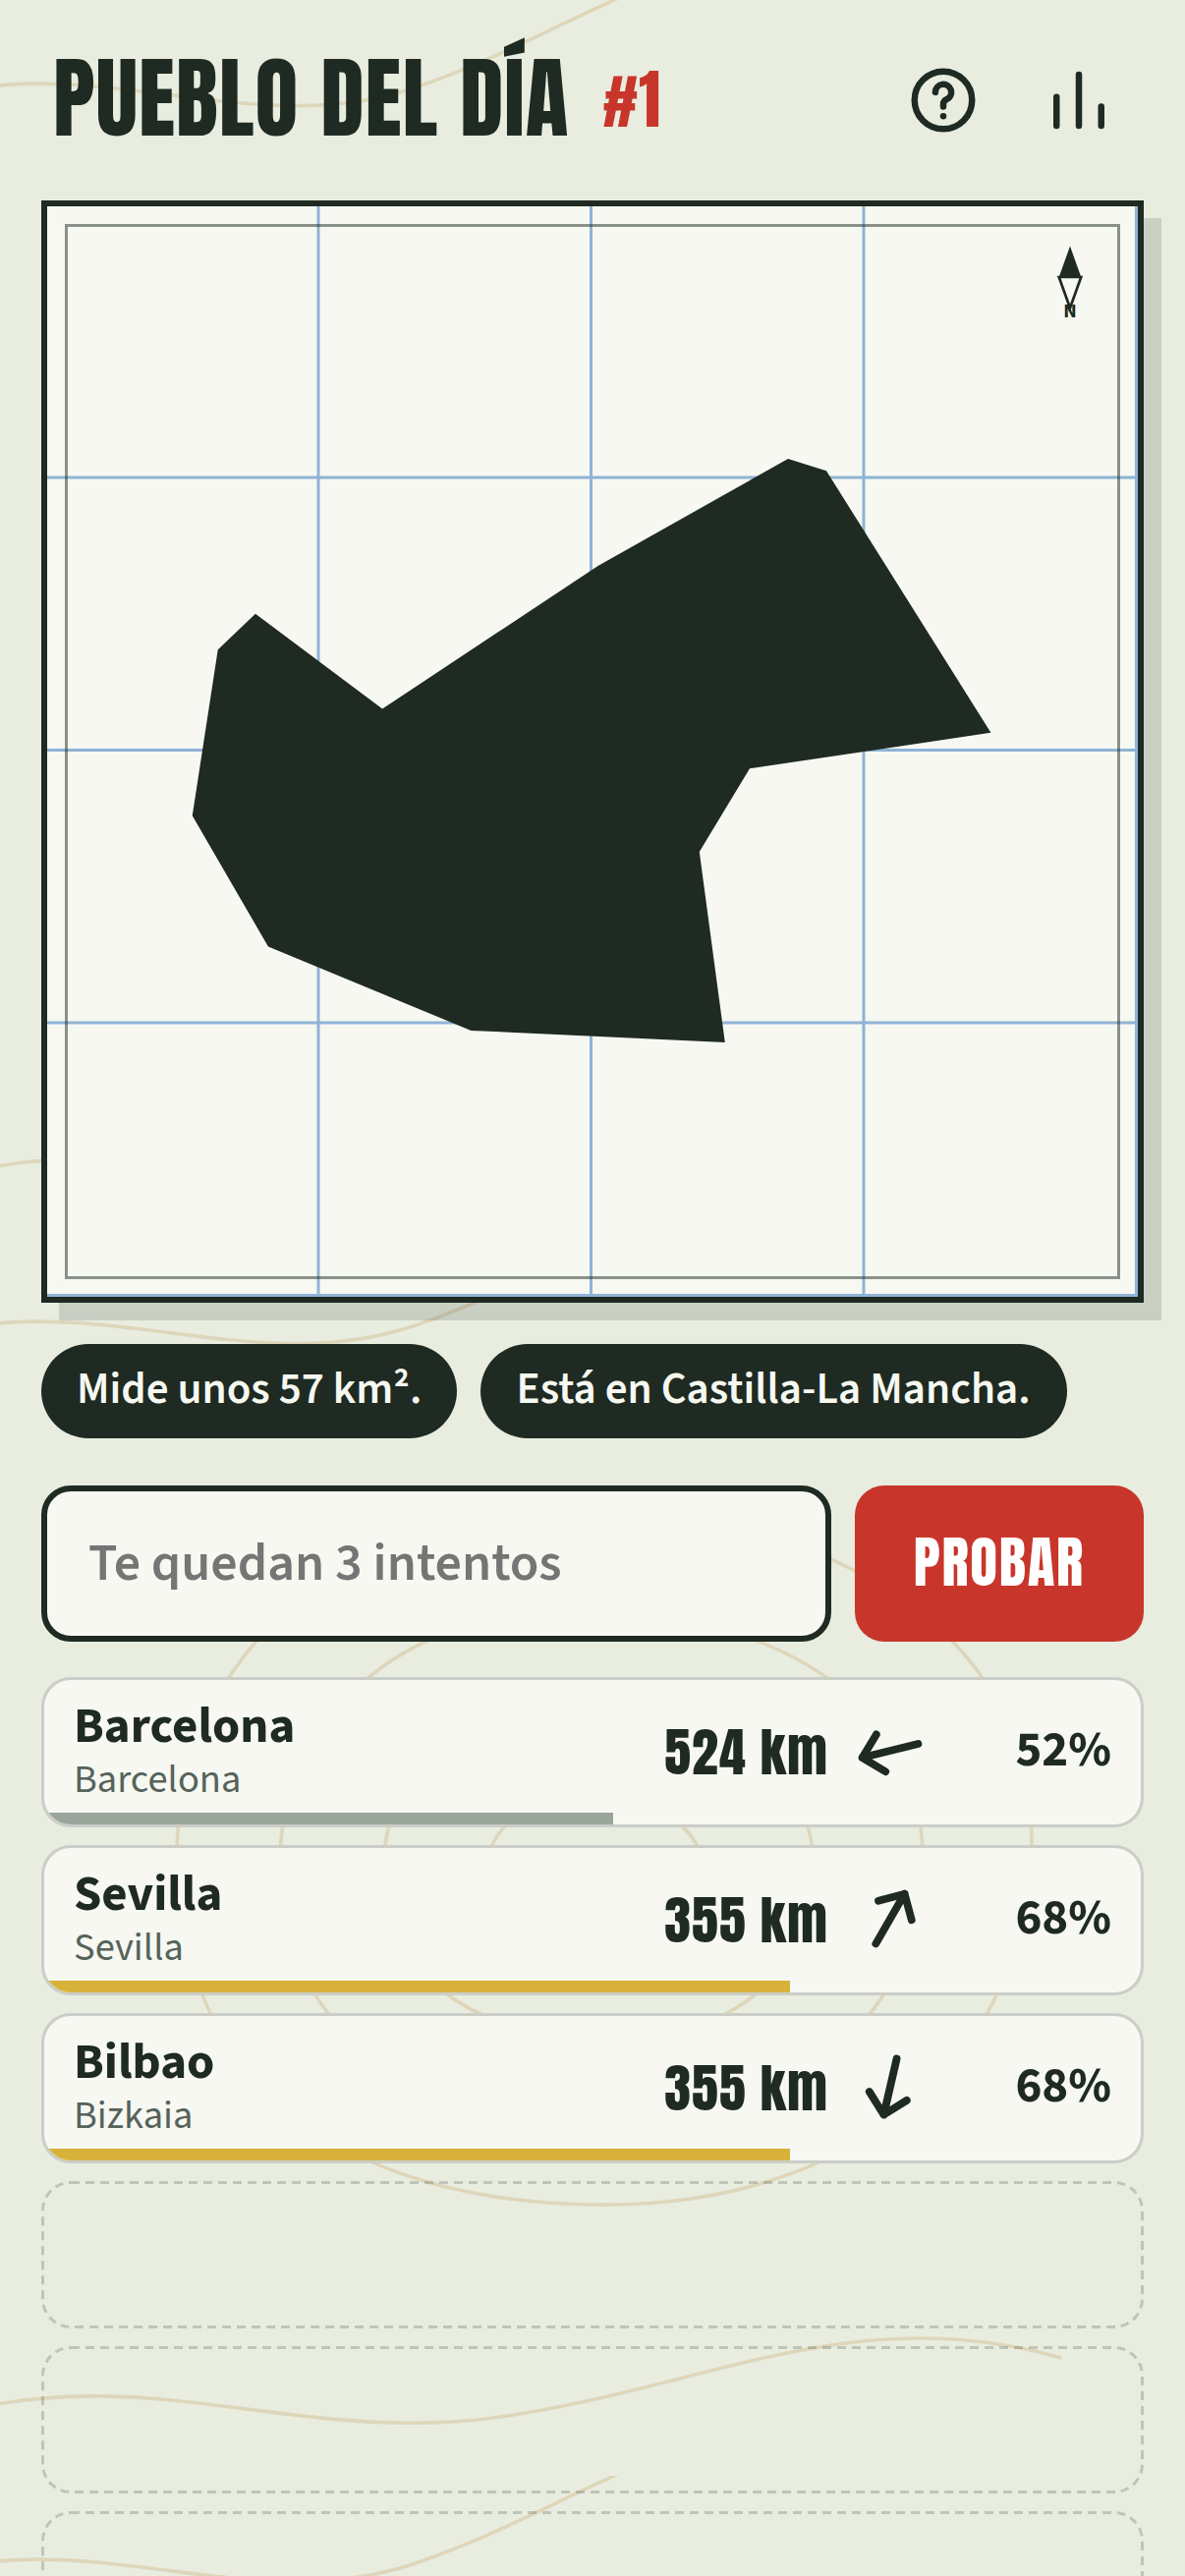 PUEBLO DEL DÍA #1
N
Mide unos 57 km². Está en Castilla-La Mancha.
Te quedan 3 intentos PROBAR
Barcelona
Barcelona
524 km 52%
Sevilla
Sevilla
355 km 68%
Bilbao
Bizkaia
355 km 68%